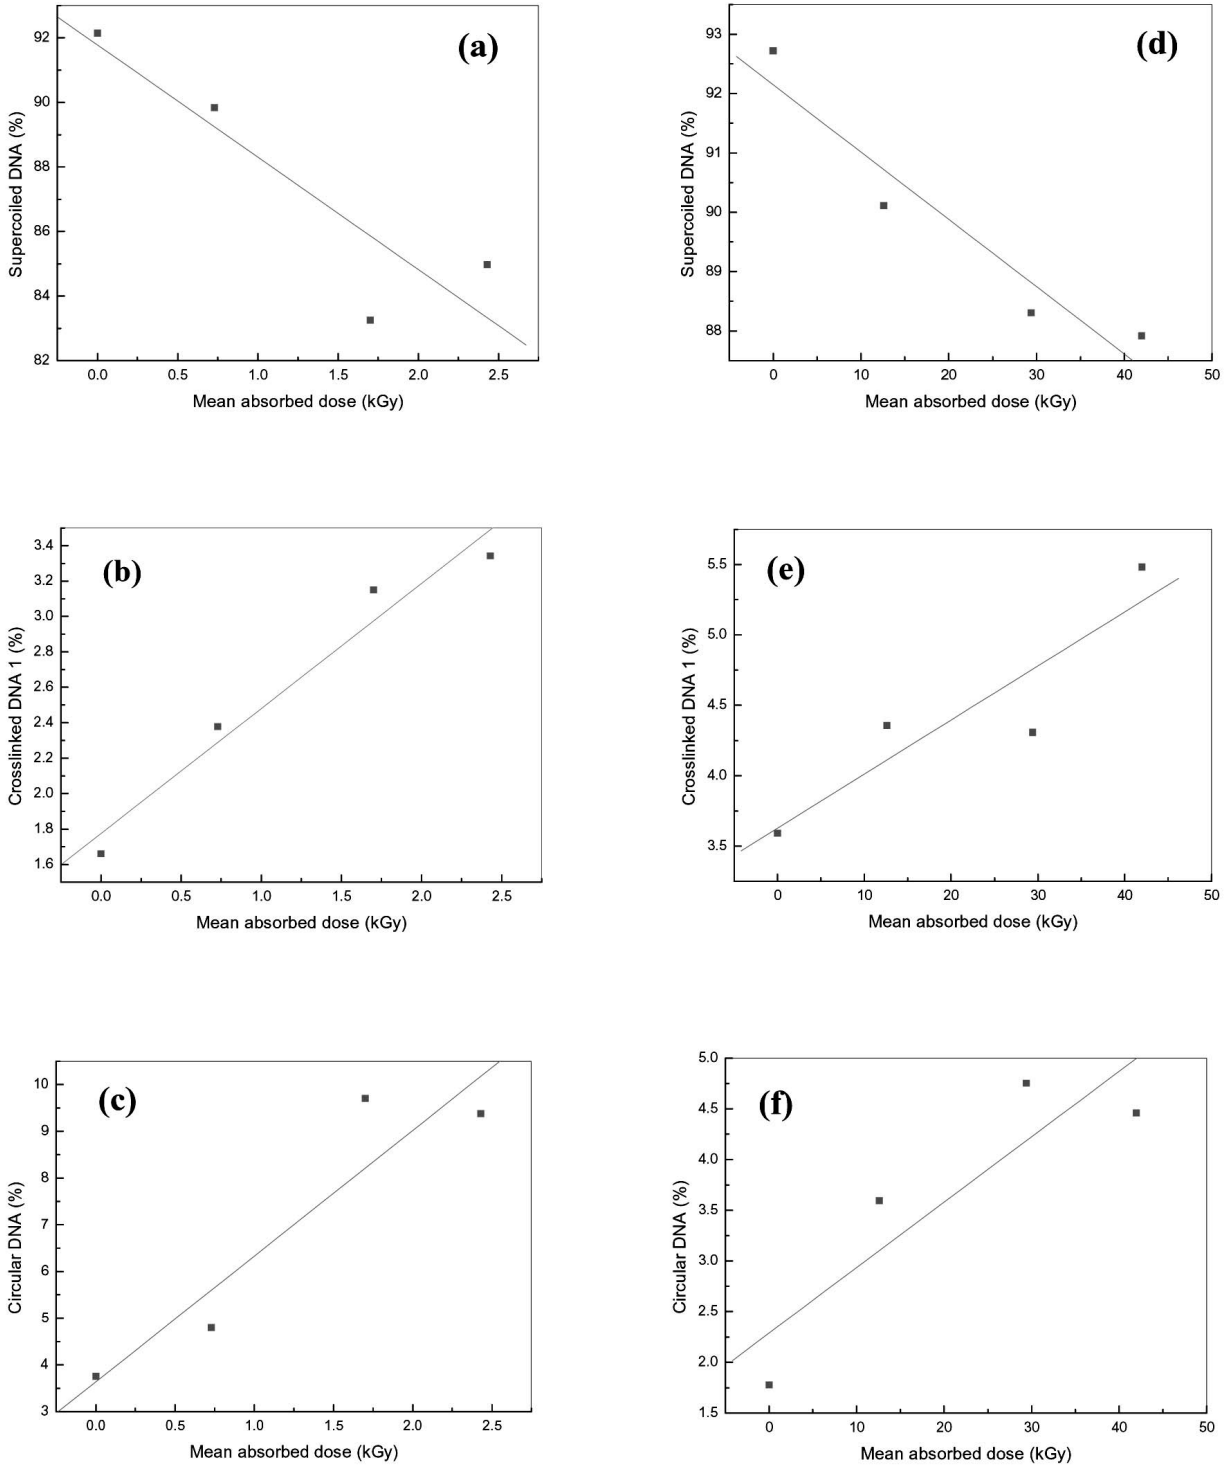 (a)
92
90
88
86
84
82
Supercoiled DNA (%)
0.0 0.5 1.0 1.5 2.0 2.5
Mean absorbed dose (kGy)
(d)
93
92
91
90
89
88
Supercoiled DNA (%)
0 10 20 30 40 50
Mean absorbed dose (kGy)
(b)
3.4
3.2
3.0
2.8
2.6
2.4
2.2
2.0
1.8
1.6
Crosslinked DNA 1 (%)
0.0 0.5 1.0 1.5 2.0 2.5
Mean absorbed dose (kGy)
(e)
5.5
5.0
4.5
4.0
3.5
Crosslinked DNA 1 (%)
0 10 20 30 40 50
Mean absorbed dose (kGy)
(c)
10
9
8
7
6
5
4
3
Circular DNA (%)
0.0 0.5 1.0 1.5 2.0 2.5
Mean absorbed dose (kGy)
(f)
5.0
4.5
4.0
3.5
3.0
2.5
2.0
1.5
Circular DNA (%)
0 10 20 30 40 50
Mean absorbed dose (kGy)